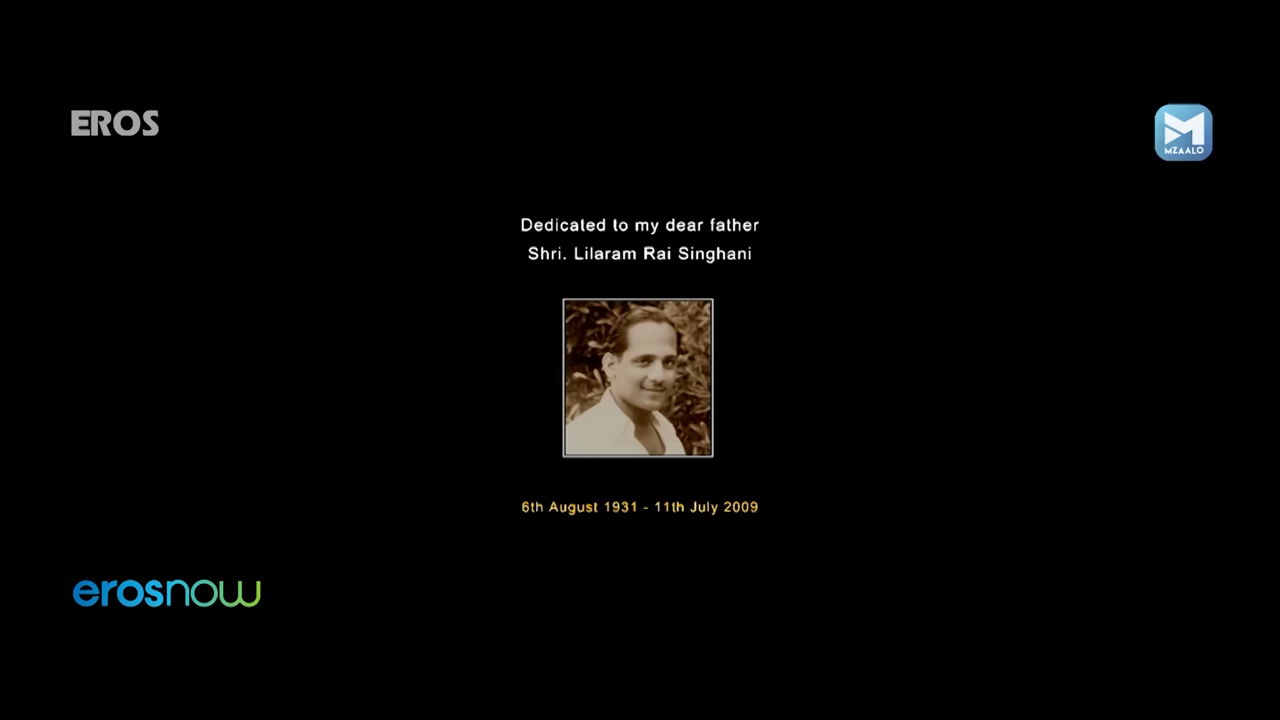 EROS
MZAALO
Dedicated to my dear father
Shri. Lilaram Rai Singhani
6th August 1931 - 11th July 2009
erosnow